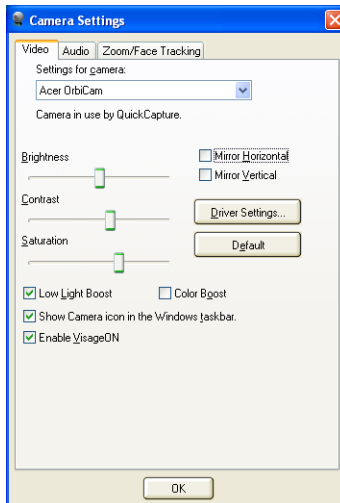 Camera Settings
Video Audio Zoom/Face Tracking
Settings for camera:
Acer OrbiCam
Camera in use by QuickCapture.
Brightness
Mirror Horizontal
Mirror Vertical
Contrast
Driver Settings...
Saturation
Default
Low Light Boost Color Boost
Show Camera icon in the Windows taskbar.
Enable VisageON
OK